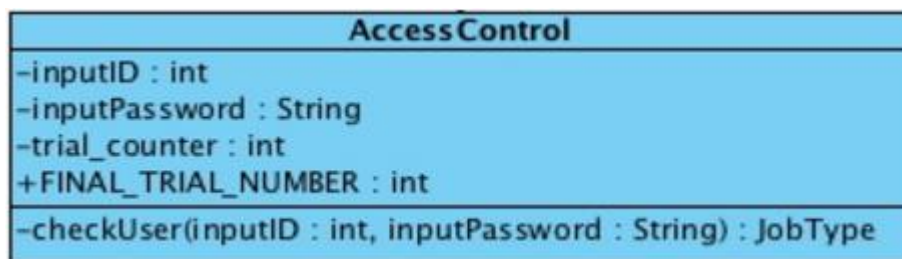 AccessControl
-inputID : int
-inputPassword : String
-trial_counter : int
+FINAL_TRIAL_NUMBER : int
-checkUser(inputID : int, inputPassword : String) : JobType